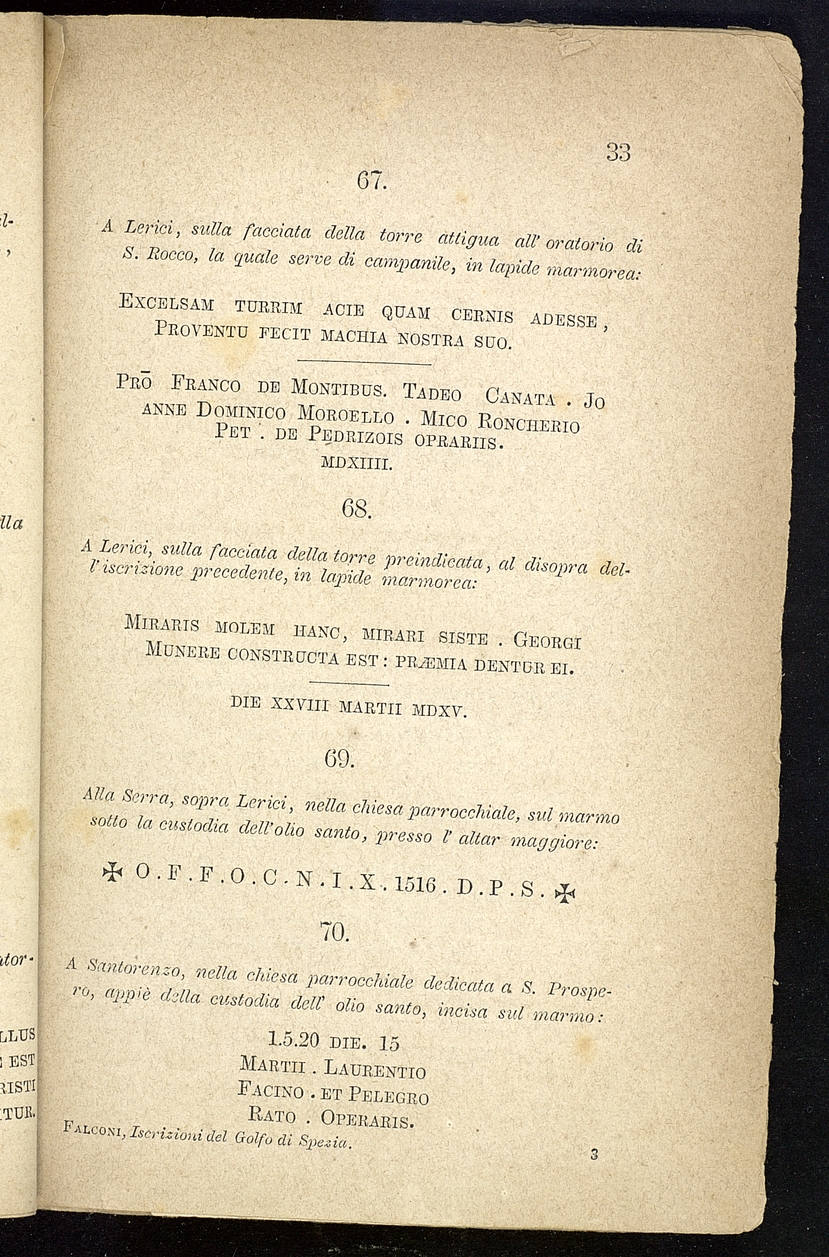 33
67.
A Lerici, sulla facciata della torre attigua all' oratorio di
S. Rocco, la quale serve di campanile, in lapide marmorea:
EXCELSAM TURRIM ACIE QUAM CERNIS ADESSE,
PROVENTU FECIT MACHIA NOSTRA SUO.
PRŌ FRANCO DE MONTIBUS. TADEO CANATA . JO
ANNE DOMINICO MOROELLO . MICO RONCHERIO
PET . DE PEDRIZOIS OPRARIIS.
MDXIIII.
68.
A Lerici, sulla facciata della torre preindicata, al disopra del-
l'iscrizione precedente, in lapide marmorea:
MIRARIS MOLEM HANC, MIRARI SISTE . GEORGI
MUNERE CONSTRUCTA EST: PRÆMIA DENTUR EI.
DIE XXVIII MARTII MDXV.
69.
Alla Serra, sopra Lerici, nella chiesa parrocchiale, sul marmo
sotto la custodia dell'olio santo, presso l' altar maggiore:
✠ O . F . F . O . C . N . I . X . 1516 . D . P . S . ✠
70.
A Santorenzo, nella chiesa parrocchiale dedicata a S. Prospe-
ro, appiè della custodia dell' olio santo, incisa sul marmo:
1.5.20 DIE. 15
MARTII . LAURENTIO
FACINO . ET PELEGRO
RATO . OPERARIS.
FALCONI, Iscrizioni del Golfo di Spezia.
3
l-
,
lla
ator-
LLUS
E EST
RISTI
TUR.